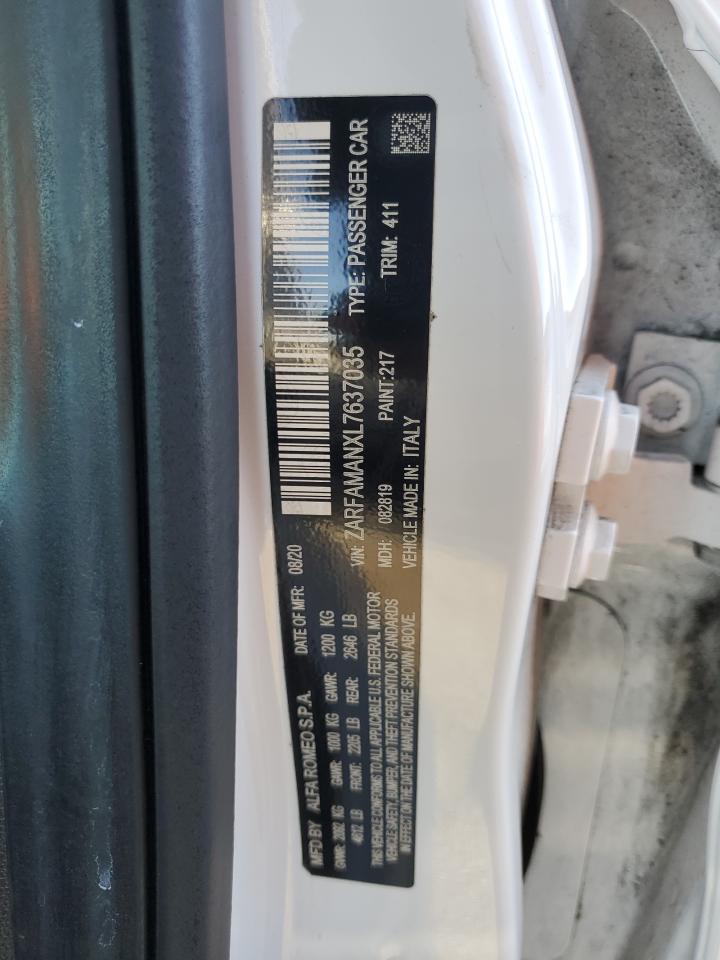 MFD BY ALFA ROMEO S.P.A. DATE OF MFR: 08/20
GVWR: 2092 KG GAWR: 1000 KG GAWR: 1200 KG
4612 LB FRONT: 2205 LB REAR: 2646 LB
THIS VEHICLE CONFORMS TO ALL APPLICABLE U.S. FEDERAL MOTOR
VEHICLE SAFETY, BUMPER, AND THEFT PREVENTION STANDARDS
IN EFFECT ON THE DATE OF MANUFACTURE SHOWN ABOVE.
VIN: ZARFAMANXL7637035 TYPE: PASSENGER CAR
MDH: 082819 PAINT: 217 TRIM: 411
VEHICLE MADE IN: ITALY